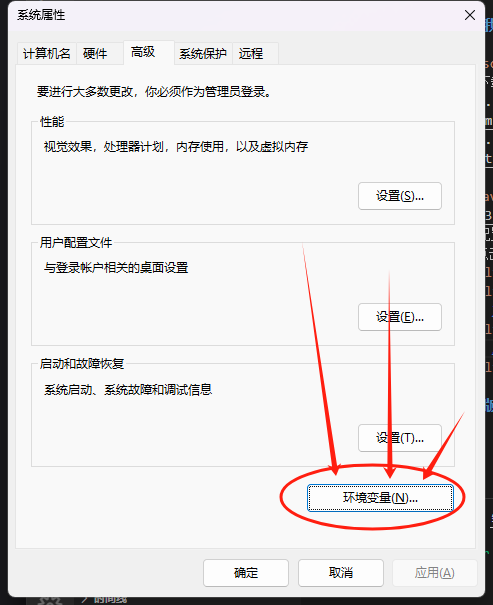 系统属性
计算机名 硬件 高级 系统保护 远程
要进行大多数更改，你必须作为管理员登录。
性能
视觉效果，处理器计划，内存使用，以及虚拟内存
设置(S)...
用户配置文件
与登录帐户相关的桌面设置
设置(E)...
启动和故障恢复
系统启动、系统故障和调试信息
设置(T)...
环境变量(N)...
确定 取消 应用(A)